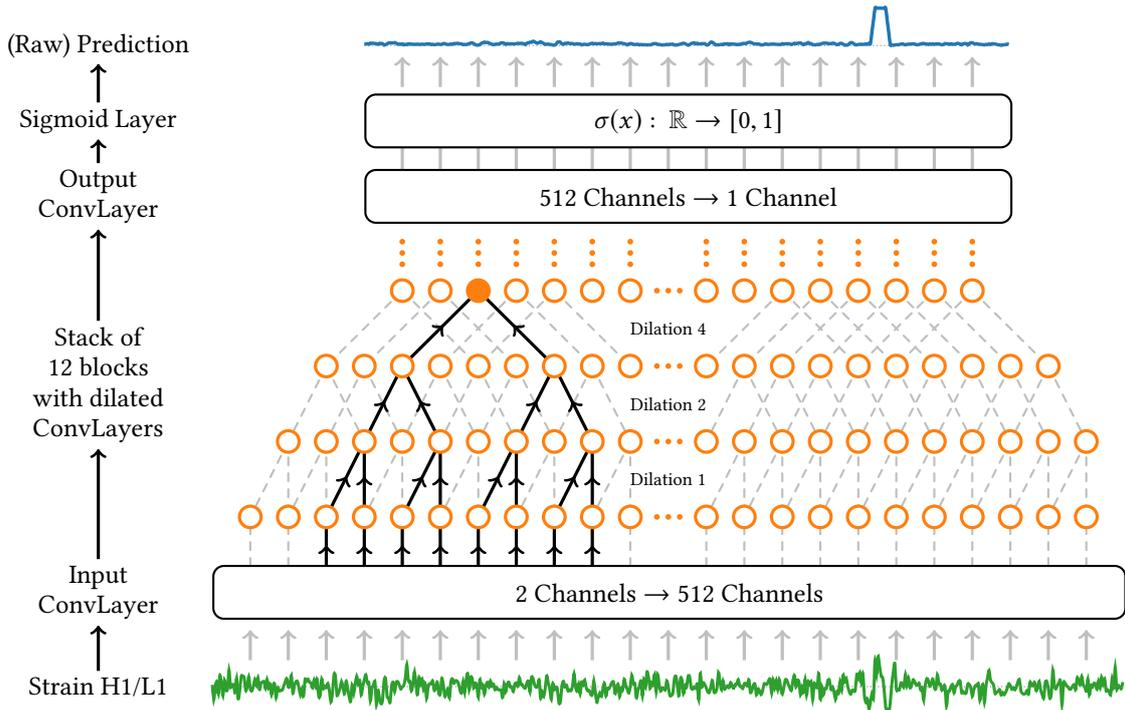 (Raw) Prediction
Sigmoid Layer
σ(x) : ℝ → [0, 1]
Output
ConvLayer
512 Channels → 1 Channel
Stack of
12 blocks
with dilated
ConvLayers
Dilation 4
Dilation 2
Dilation 1
Input
ConvLayer
2 Channels → 512 Channels
Strain H1/L1